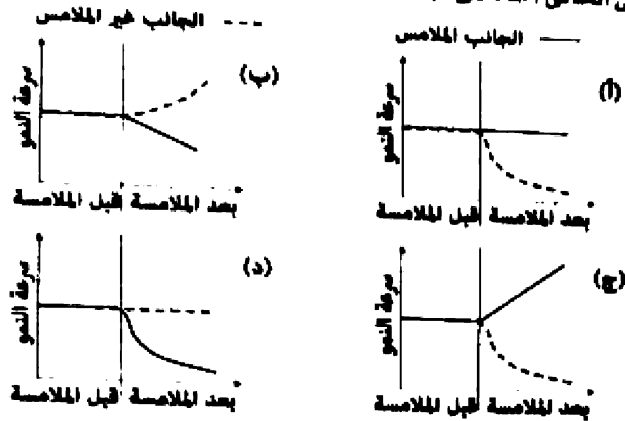 الجانب الملامس
الجانب غير الملامس
(أ)
سرعة النمو
بعد الملامسة قبل الملامسة
(ب)
سرعة النمو
بعد الملامسة قبل الملامسة
(ج)
سرعة النمو
بعد الملامسة قبل الملامسة
(د)
سرعة النمو
بعد الملامسة قبل الملامسة